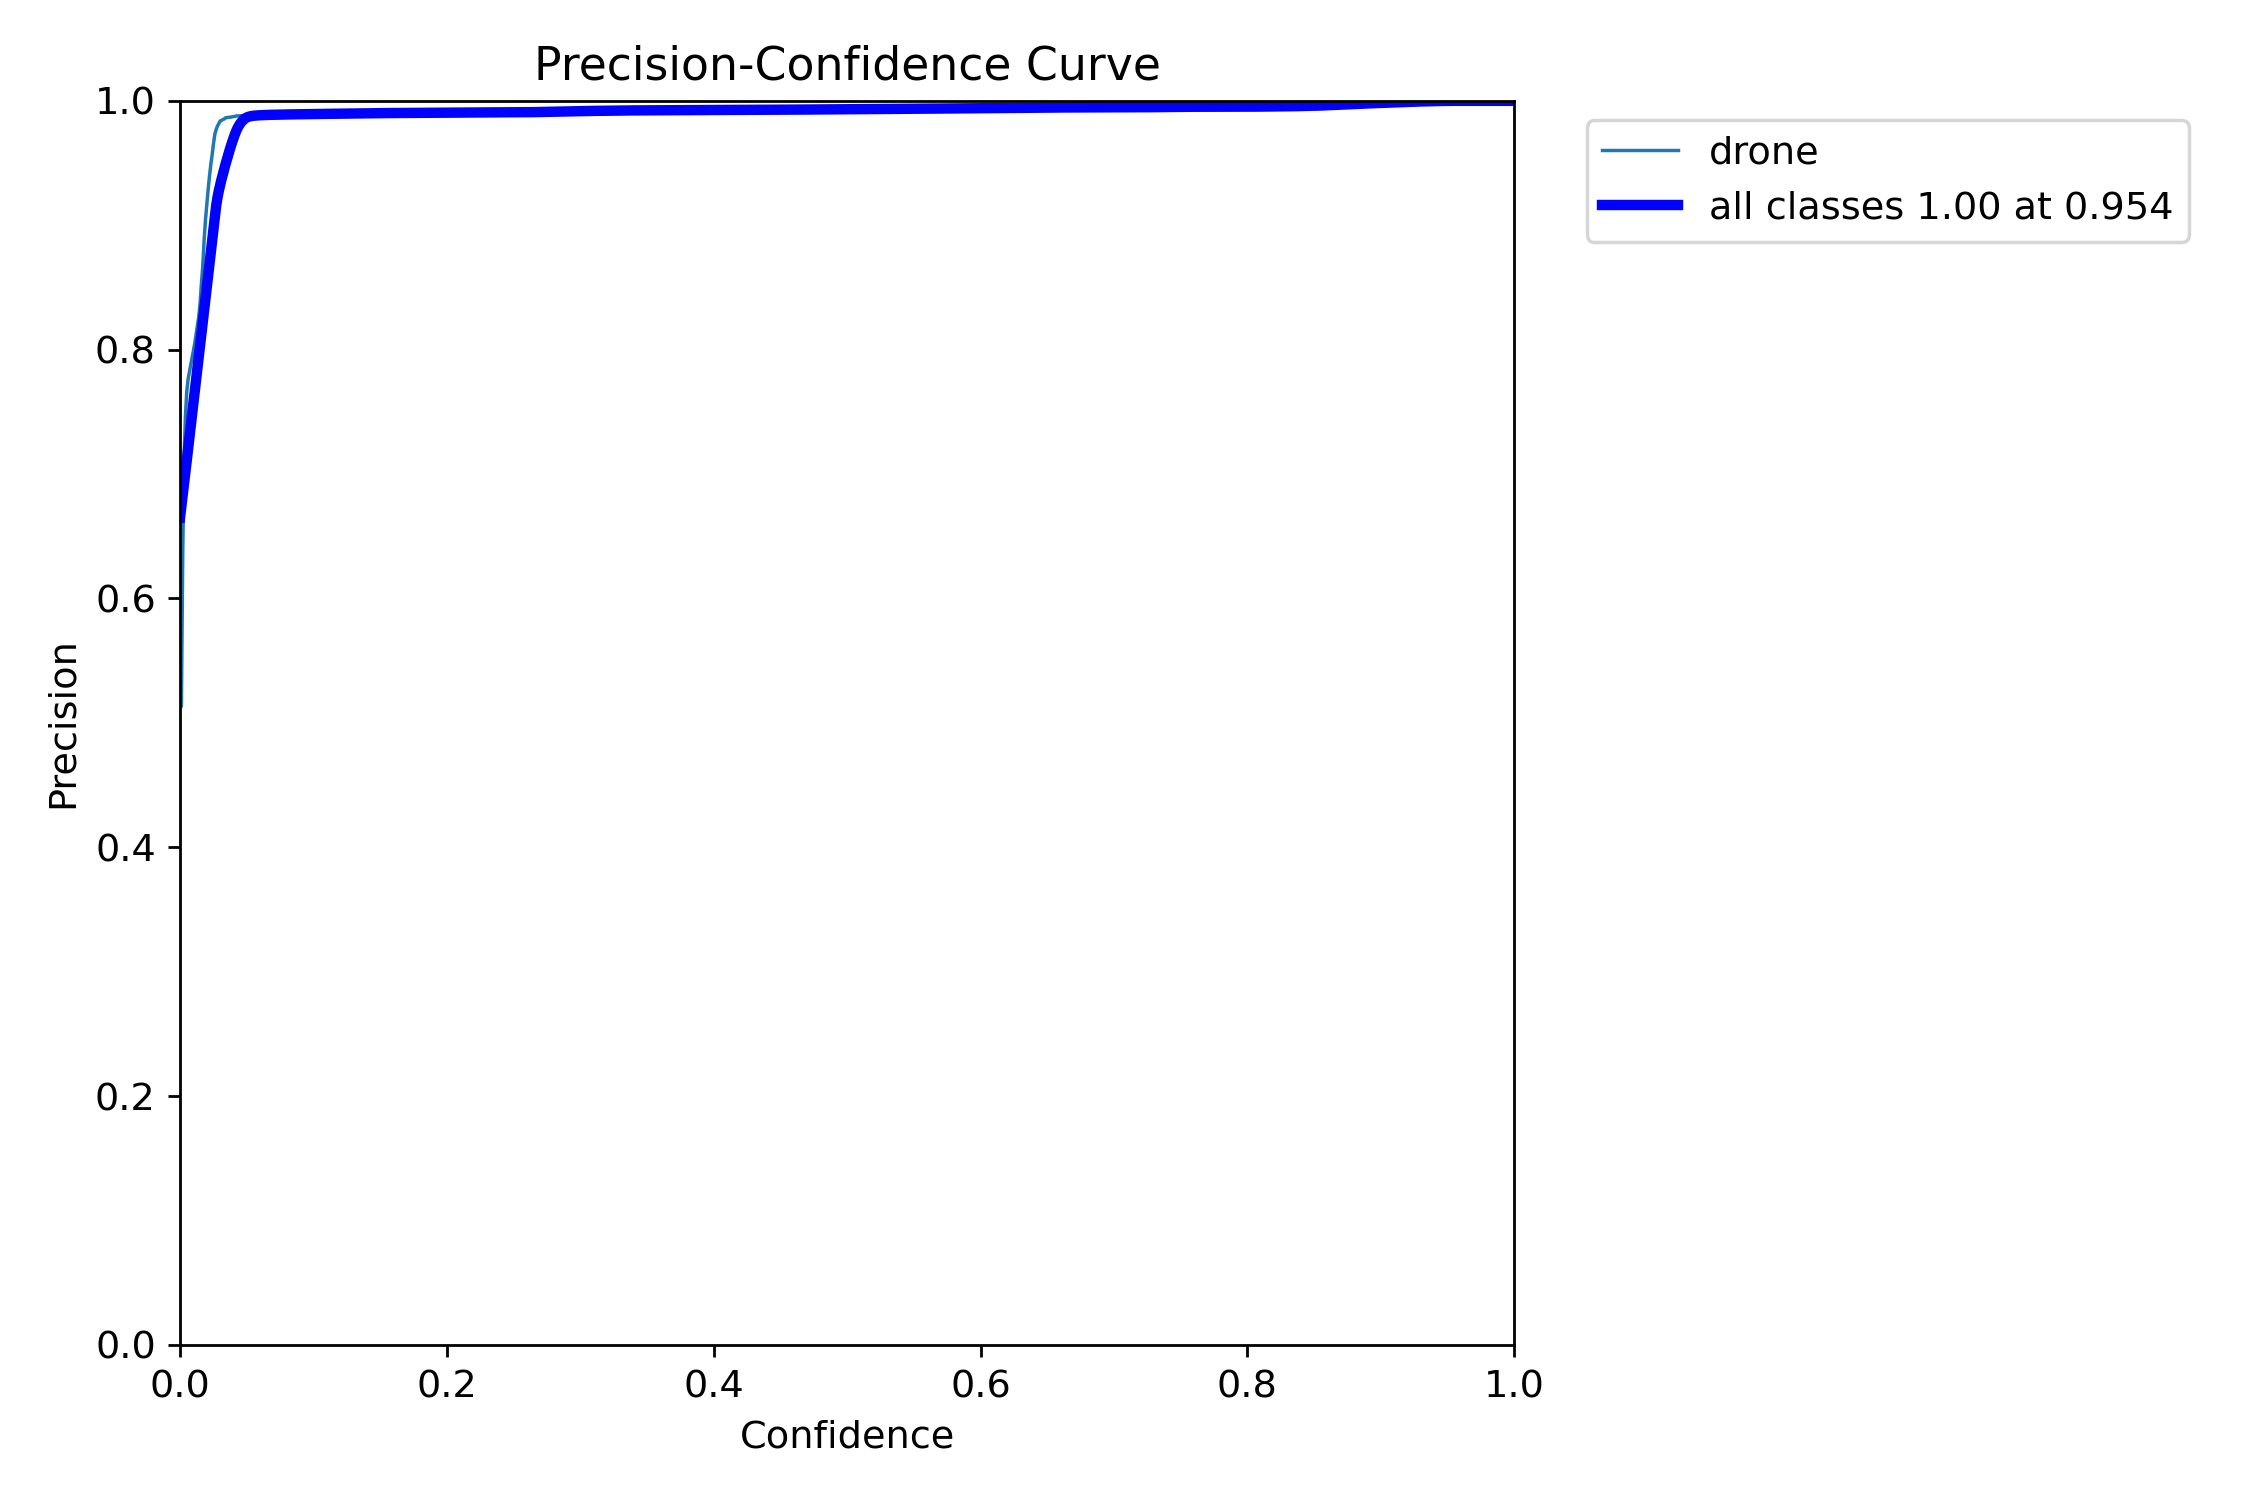 Precision-Confidence Curve
1.0
0.8
0.6
0.4
0.2
0.0
Precision
0.0 0.2 0.4 0.6 0.8 1.0
Confidence
drone
all classes 1.00 at 0.954